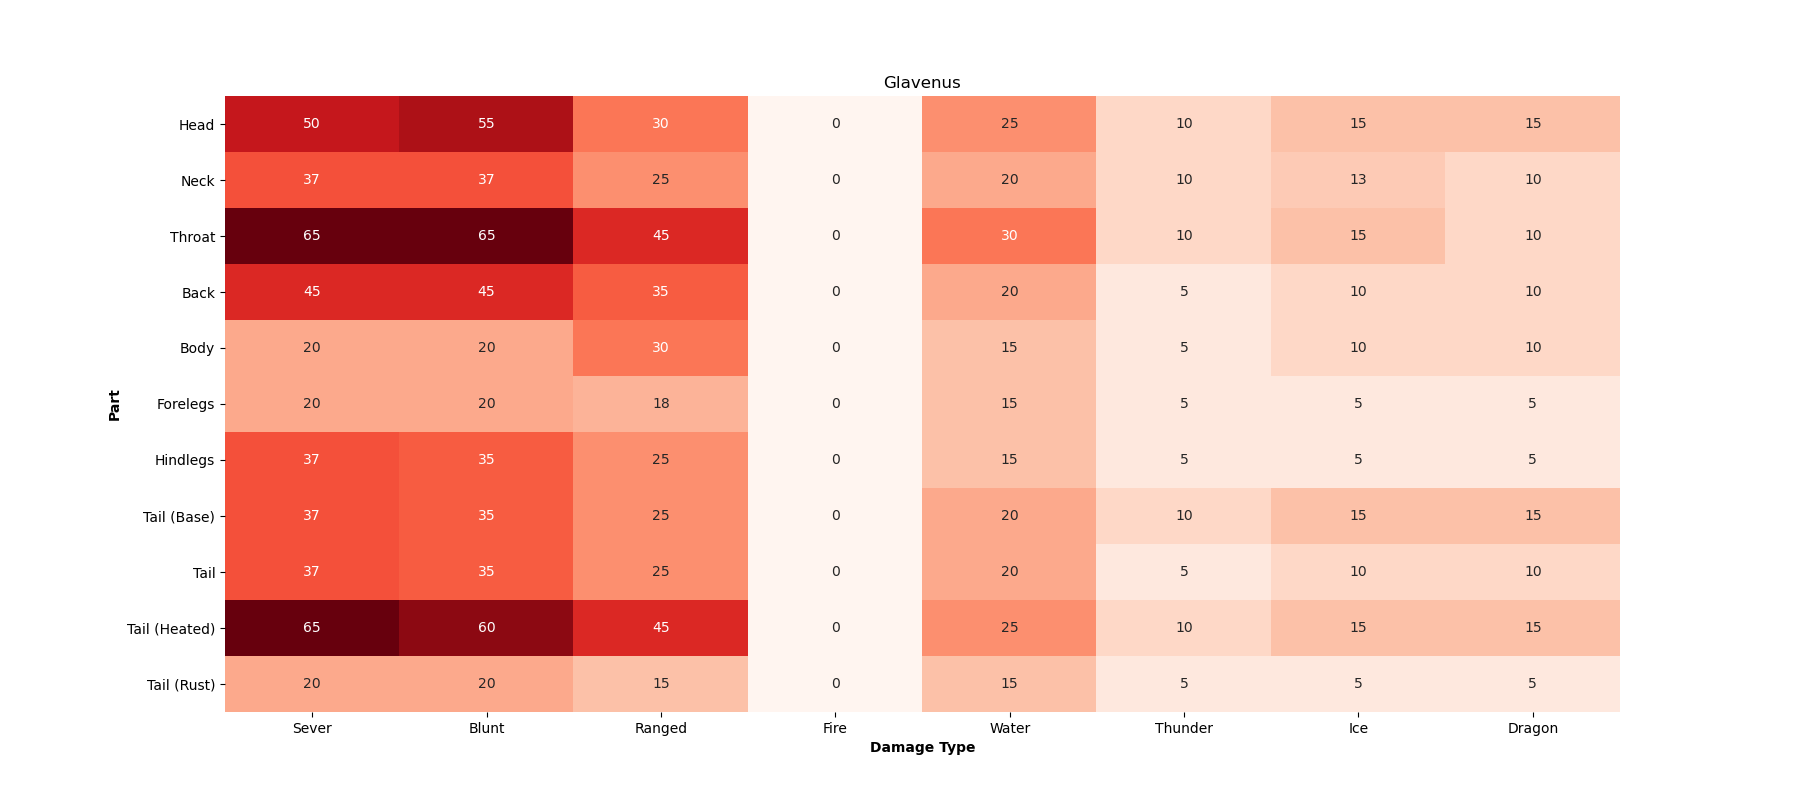 Glavenus
Head 50 55 30 0 25 10 15 15
Neck 37 37 25 0 20 10 13 10
Throat 65 65 45 0 30 10 15 10
Back 45 45 35 0 20 5 10 10
Body 20 20 30 0 15 5 10 10
Forelegs 20 20 18 0 15 5 5 5
Hindlegs 37 35 25 0 15 5 5 5
Tail (Base) 37 35 25 0 20 10 15 15
Tail 37 35 25 0 20 5 10 10
Tail (Heated) 65 60 45 0 25 10 15 15
Tail (Rust) 20 20 15 0 15 5 5 5
Part
Sever Blunt Ranged Fire Water Thunder Ice Dragon
Damage Type